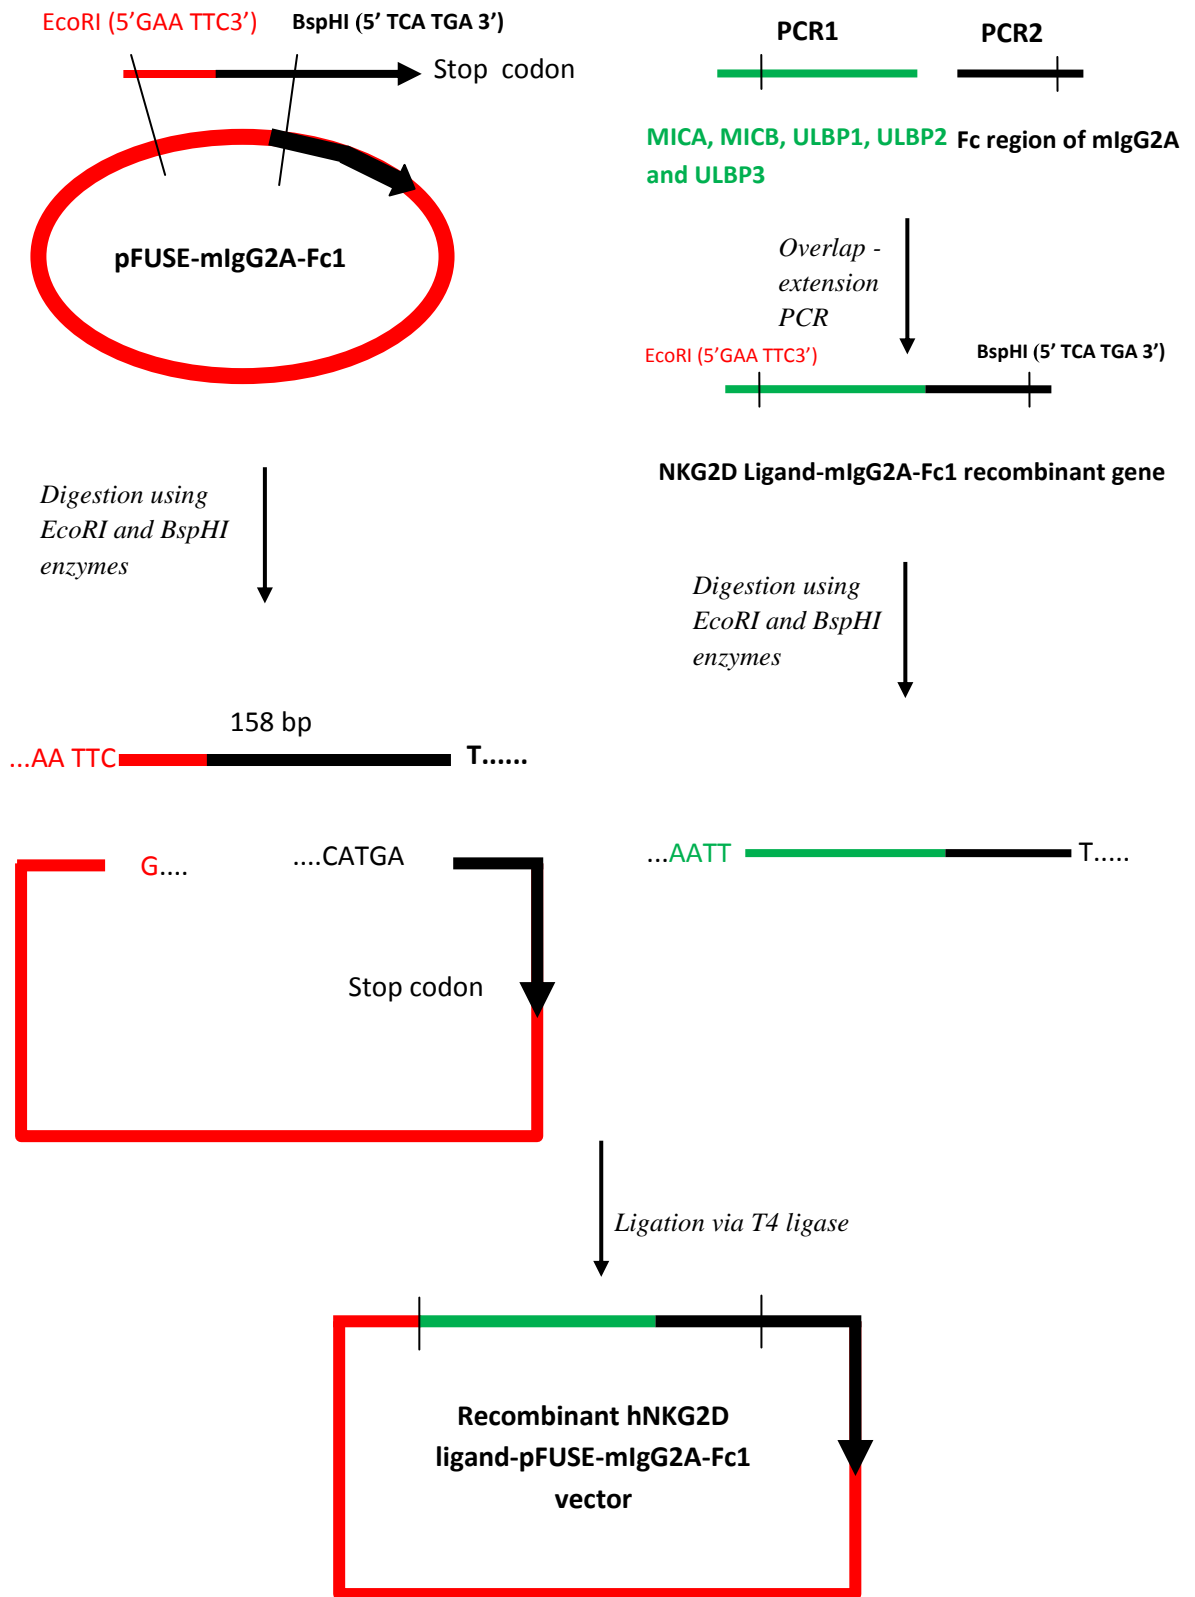 EcoRI (5’GAA TTC3’)
BspHI (5’ TCA TGA 3’)
Stop codon
pFUSE-mIgG2A-Fc1
Digestion using
EcoRI and BspHI
enzymes
158 bp
...AA TTC
T......
G....
....CATGA
Stop codon
PCR1
PCR2
MICA, MICB, ULBP1, ULBP2
and ULBP3
Fc region of mIgG2A
Overlap -
extension
PCR
EcoRI (5’GAA TTC3’)
BspHI (5’ TCA TGA 3’)
NKG2D Ligand-mIgG2A-Fc1 recombinant gene
Digestion using
EcoRI and BspHI
enzymes
...AATT
T.....
Ligation via T4 ligase
Recombinant hNKG2D
ligand-pFUSE-mIgG2A-Fc1
vector